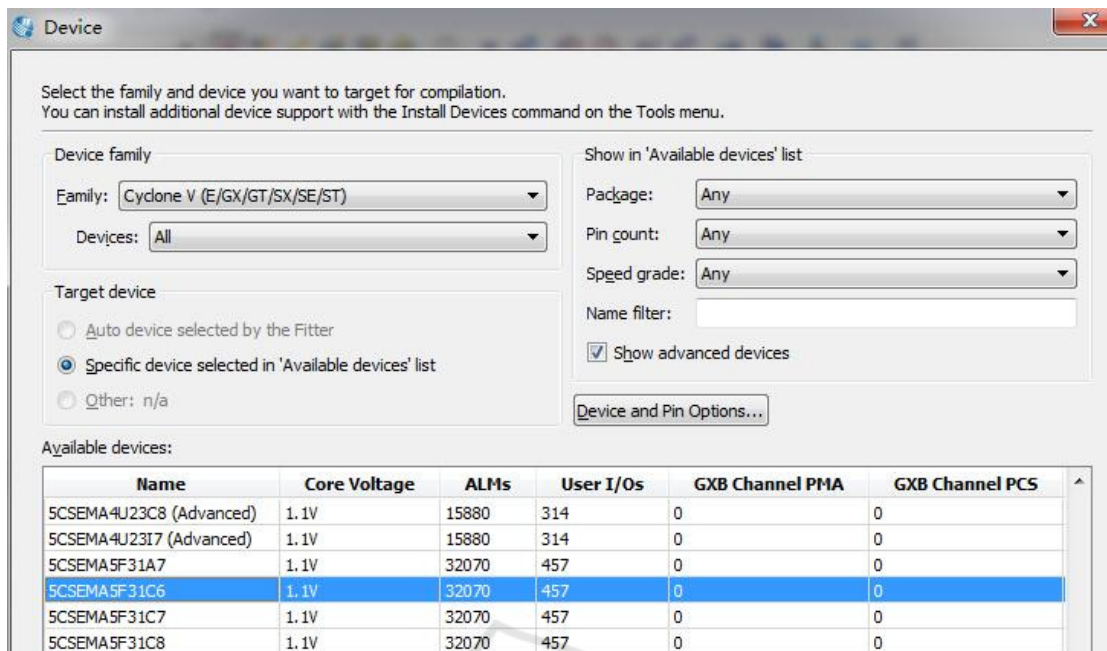 Device
Select the family and device you want to target for compilation.
You can install additional device support with the Install Devices command on the Tools menu.
Device family
Family: Cyclone V (E/GX/GT/SX/SE/ST)
Devices: All
Target device
Auto device selected by the Fitter
Specific device selected in 'Available devices' list
Other: n/a
Show in 'Available devices' list
Package: Any
Pin count: Any
Speed grade: Any
Name filter:
Show advanced devices
Device and Pin Options...
Available devices:
Name Core Voltage ALMs User I/Os GXB Channel PMA GXB Channel PCS
5CSEMA4U23C8 (Advanced) 1.1V 15880 314 0 0
5CSEMA4U23I7 (Advanced) 1.1V 15880 314 0 0
5CSEMA5F31A7 1.1V 32070 457 0 0
5CSEMA5F31C6 1.1V 32070 457 0 0
5CSEMA5F31C7 1.1V 32070 457 0 0
5CSEMA5F31C8 1.1V 32070 457 0 0